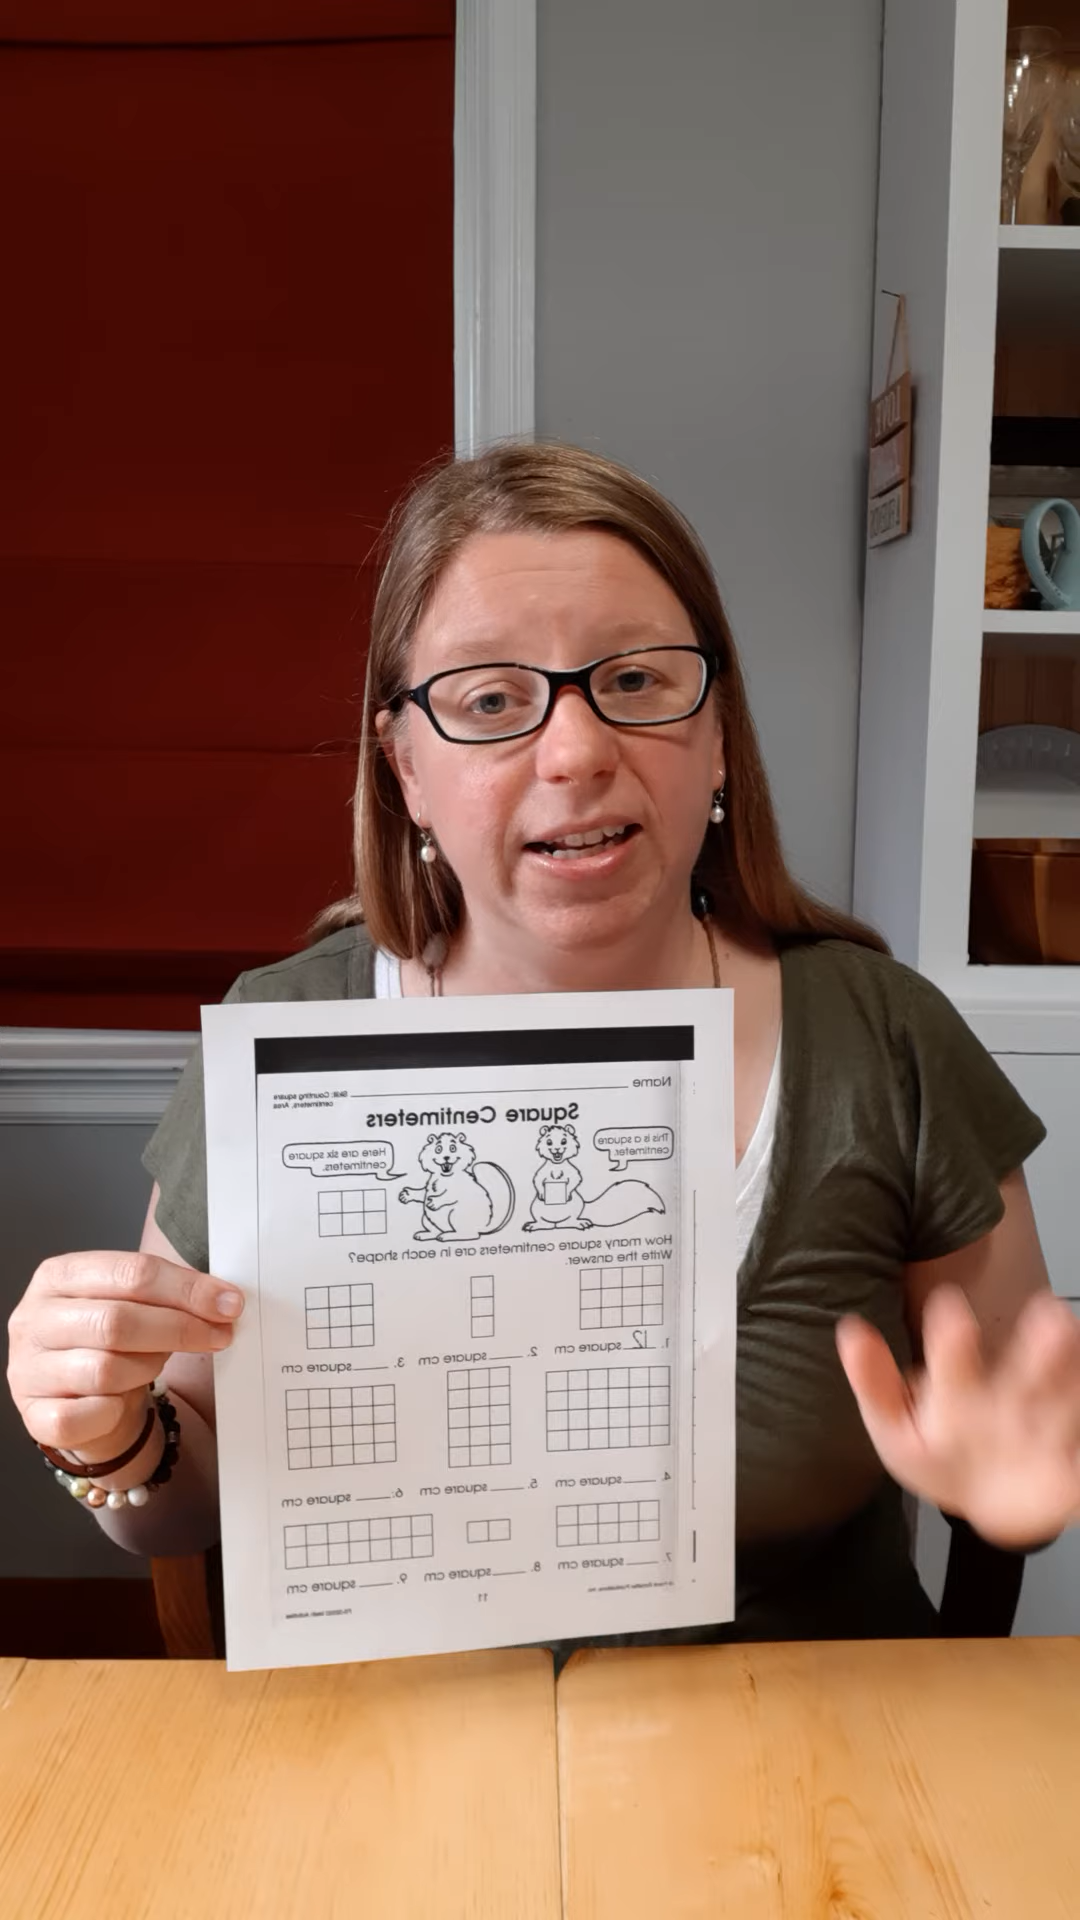 Name
Skill: Counting square
centimeters, Area
Square Centimeters
This is a square
centimeter.
Here are six square
centimeters.
How many square centimeters are in each shape?
Write the answer.
1. 12 square cm 2. square cm 3. square cm
4. square cm 5. square cm 6. square cm
7. square cm 8. square cm 9. square cm
11
LOVE